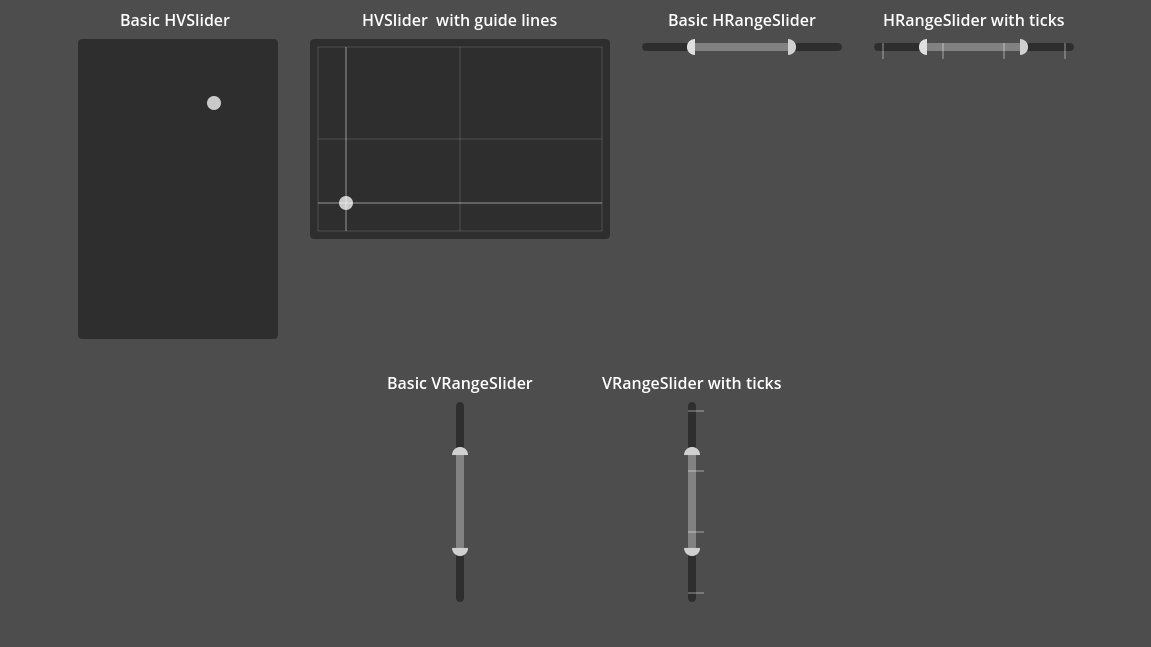 Basic HVSlider
HVSlider  with guide lines
Basic HRangeSlider
HRangeSlider with ticks
Basic VRangeSlider
VRangeSlider with ticks